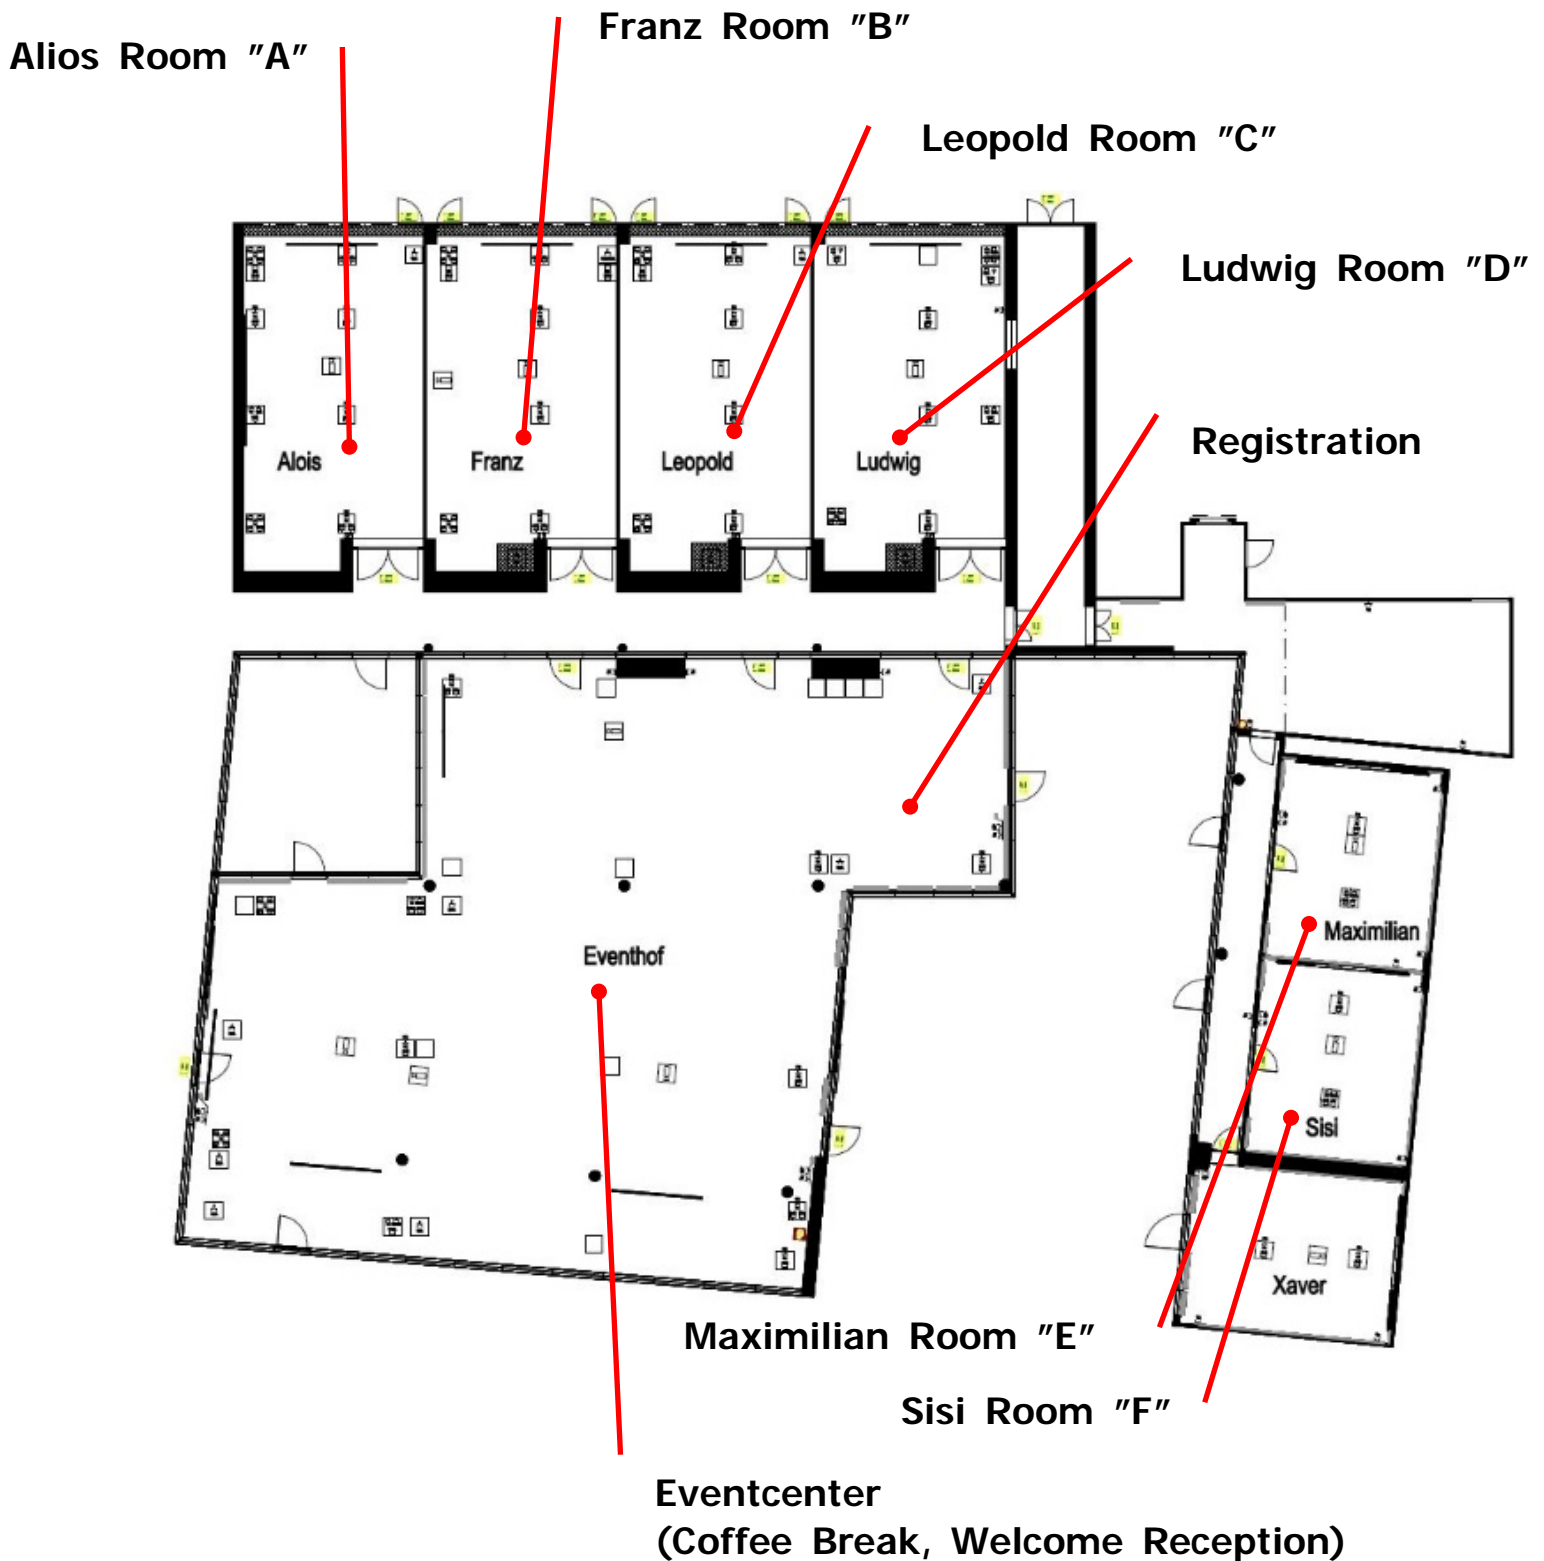 Franz Room "B"
Alios Room "A"
Leopold Room "C"
Ludwig Room "D"
Registration
Alois
Franz
Leopold
Ludwig
Eventhof
Maximilian
Sisi
Xaver
Maximilian Room "E"
Sisi Room "F"
Eventcenter
(Coffee Break, Welcome Reception)